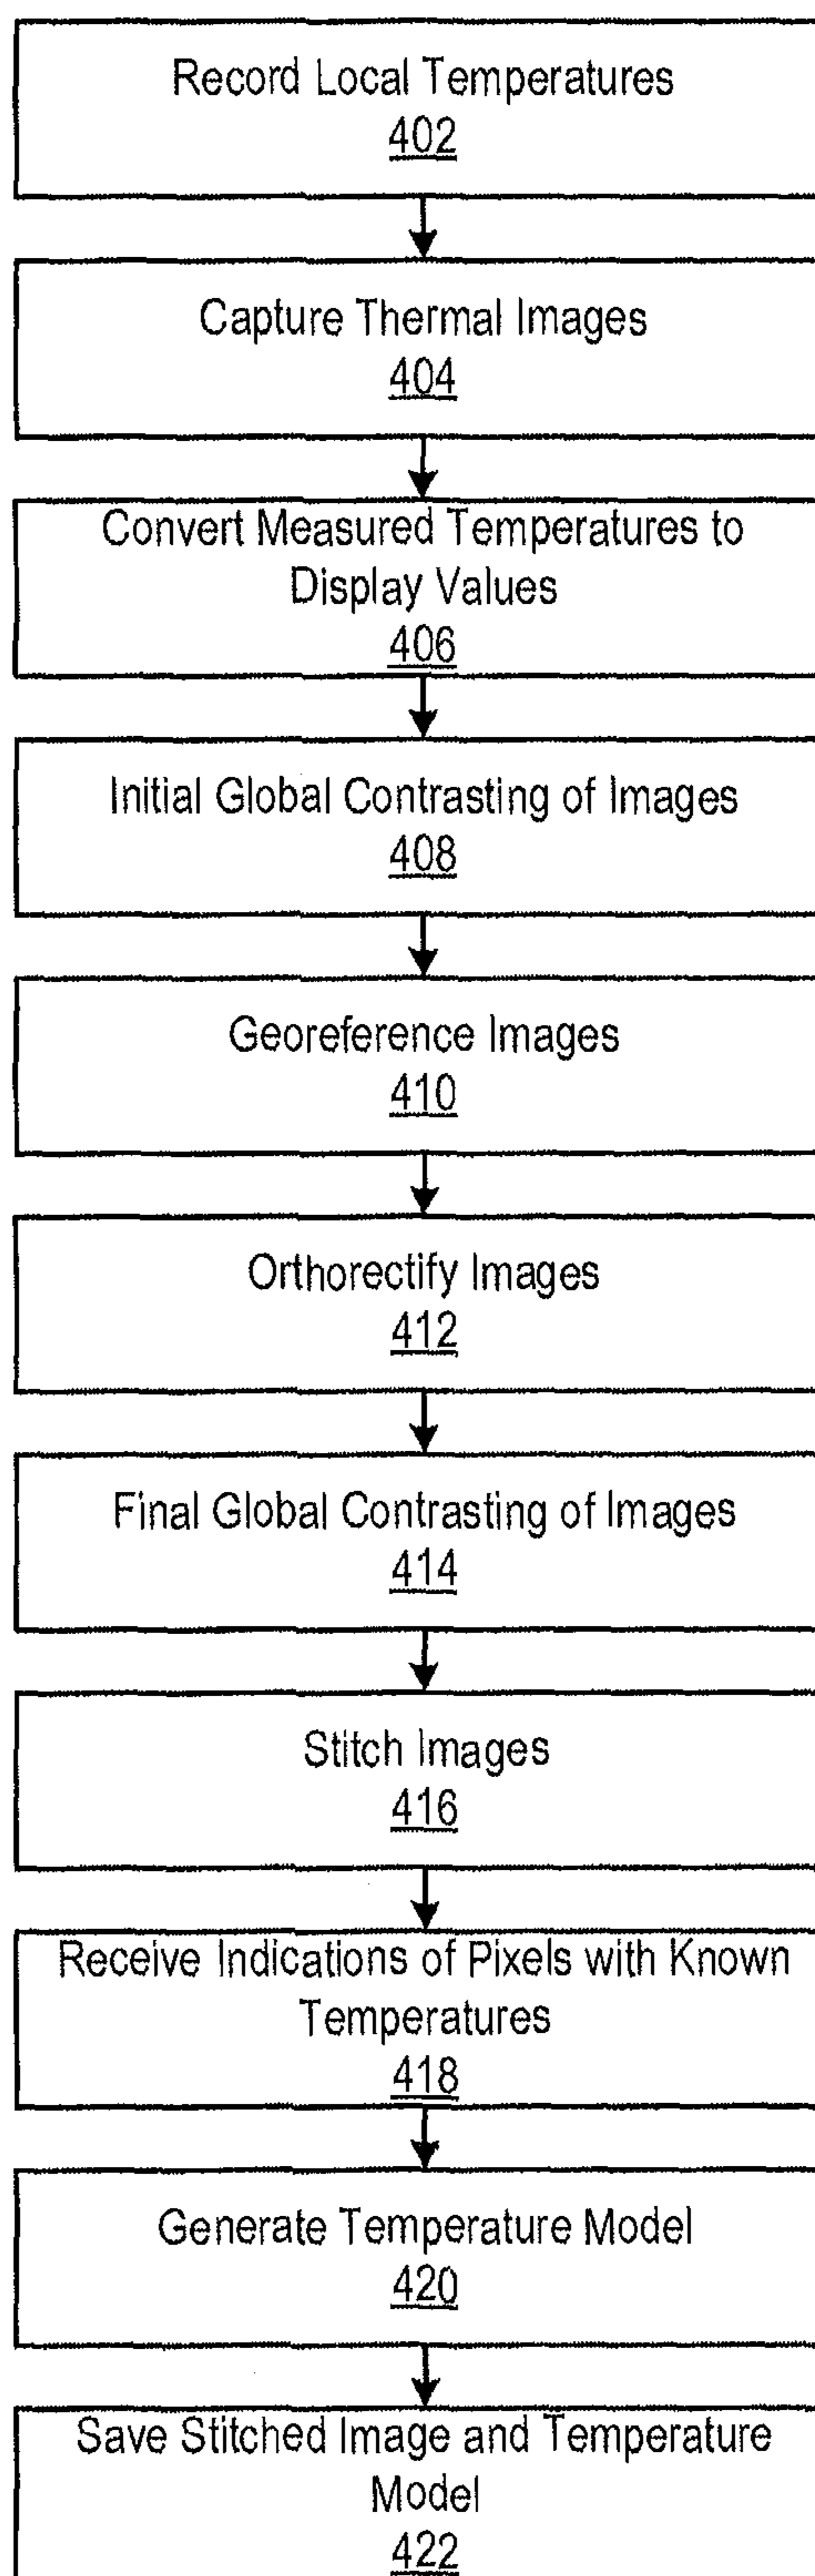 Record Local Temperatures
402
Capture Thermal Images
404
Convert Measured Temperatures to
Display Values
406
Initial Global Contrasting of Images
408
Georeference Images
410
Orthorectify Images
412
Final Global Contrasting of Images
414
Stitch Images
416
Receive Indications of Pixels with Known
Temperatures
418
Generate Temperature Model
420
Save Stitched Image and Temperature
Model
422